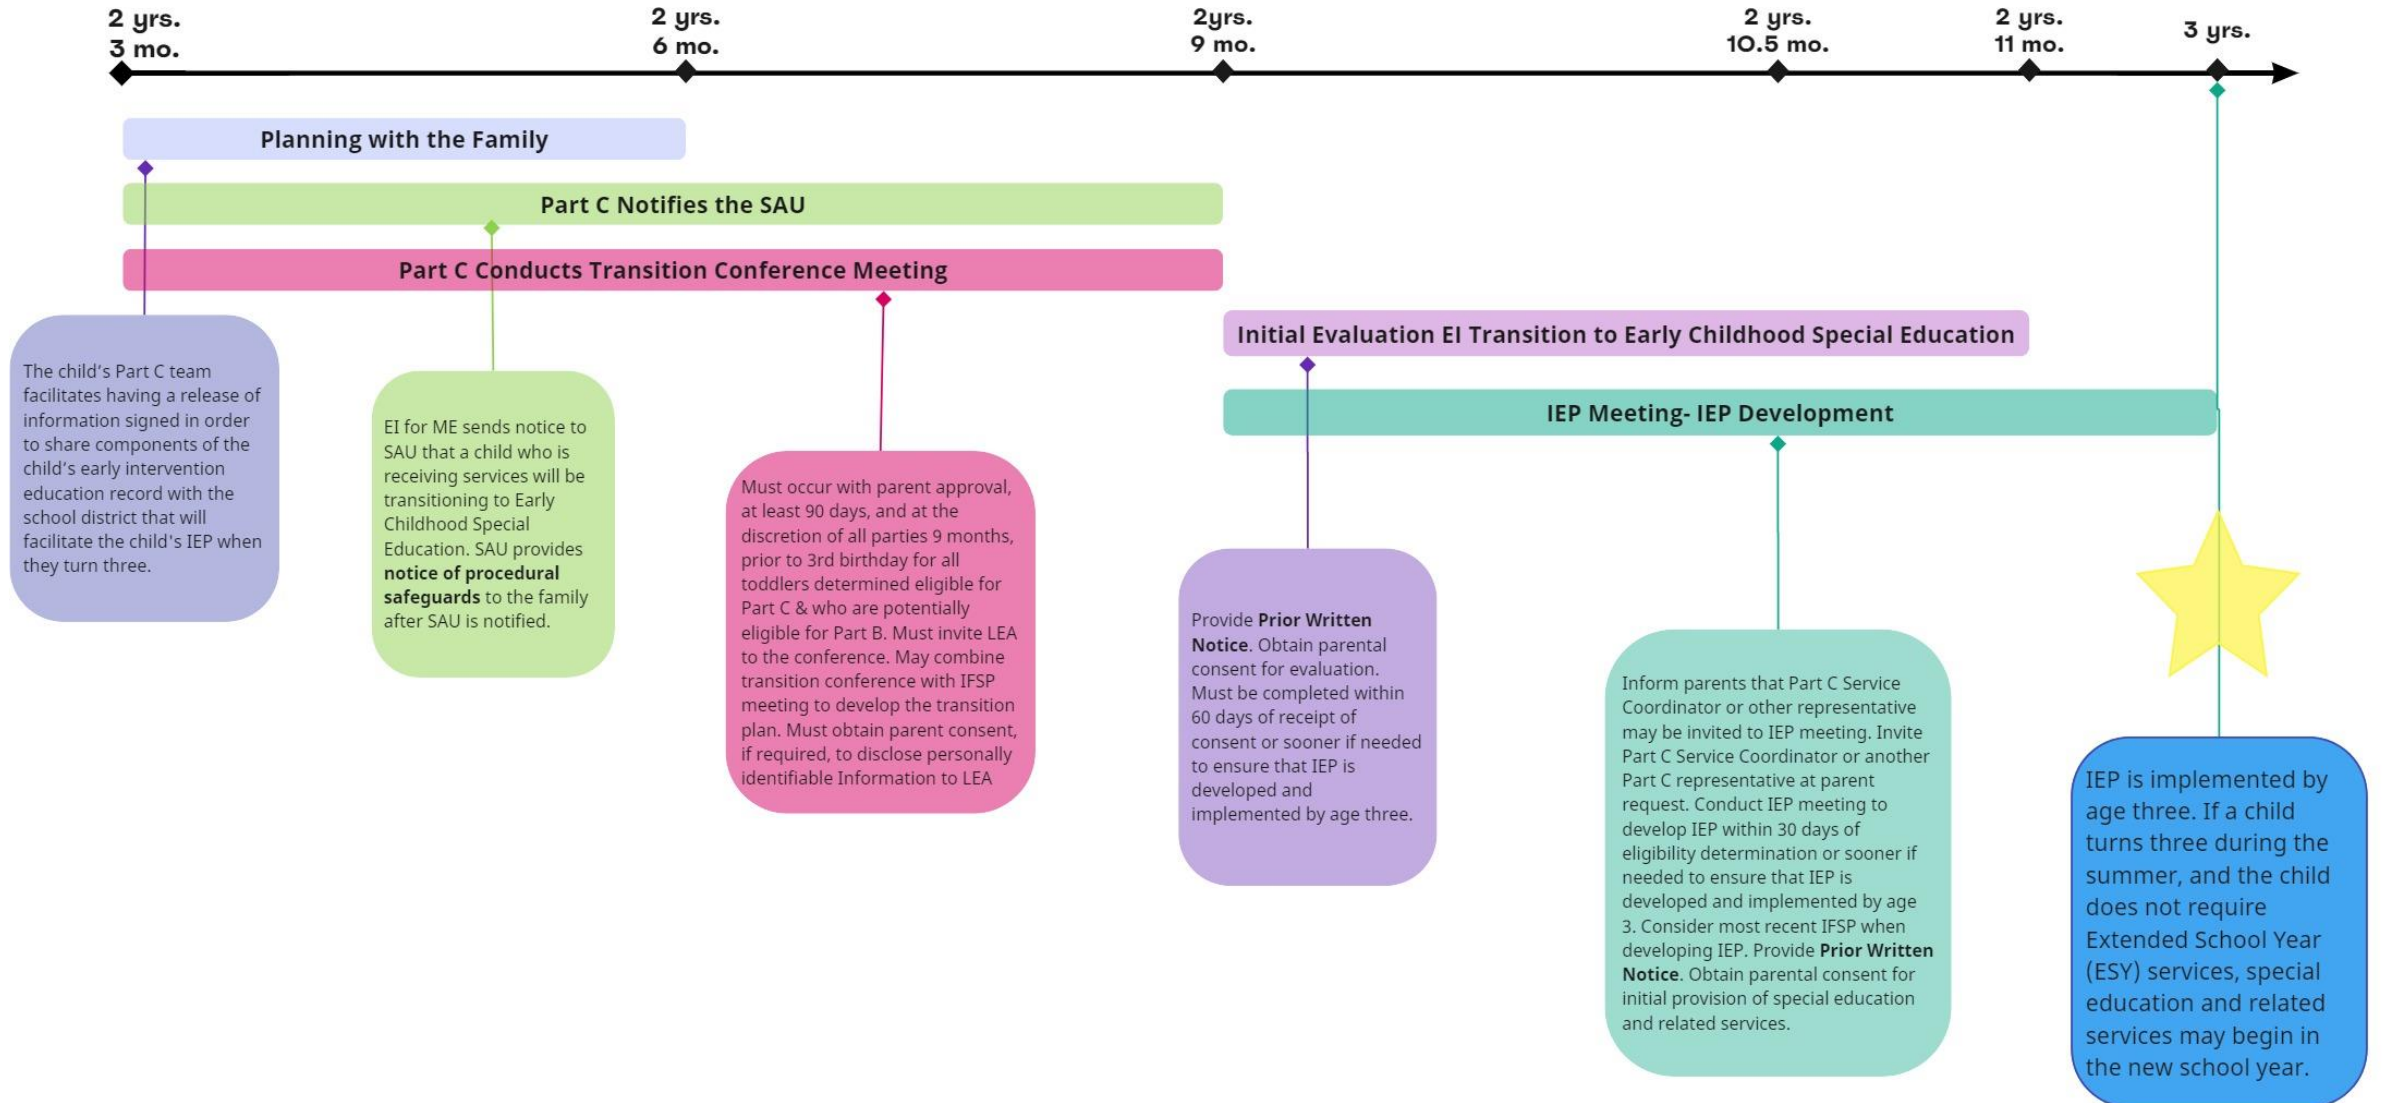 2 yrs.
3 mo.
2 yrs.
6 mo.
2yrs.
9 mo.
2 yrs.
10.5 mo.
2 yrs.
11 mo.
3 yrs.
Planning with the Family
Part C Notifies the SAU
Part C Conducts Transition Conference Meeting
Initial Evaluation EI Transition to Early Childhood Special Education
IEP Meeting- IEP Development
The child's Part C team
facilitates having a release of
information signed in order
to share components of the
child's early intervention
education record with the
school district that will
facilitate the child's IEP when
they turn three.
EI for ME sends notice to
SAU that a child who is
receiving services will be
transitioning to Early
Childhood Special
Education. SAU provides
notice of procedural
safeguards to the family
after SAU is notified.
Must occur with parent approval,
at least 90 days, and at the
discretion of all parties 9 months,
prior to 3rd birthday for all
toddlers determined eligible for
Part C & who are potentially
eligible for Part B. Must invite LEA
to the conference. May combine
transition conference with IFSP
meeting to develop the transition
plan. Must obtain parent consent,
if required, to disclose personally
identifiable Information to LEA
Provide Prior Written
Notice. Obtain parental
consent for evaluation.
Must be completed within
60 days of receipt of
consent or sooner if needed
to ensure that IEP is
developed and
implemented by age three.
Inform parents that Part C Service
Coordinator or other representative
may be invited to IEP meeting. Invite
Part C Service Coordinator or another
Part C representative at parent
request. Conduct IEP meeting to
develop IEP within 30 days of
eligibility determination or sooner if
needed to ensure that IEP is
developed and implemented by age
3. Consider most recent IFSP when
developing IEP. Provide Prior Written
Notice. Obtain parental consent for
initial provision of special education
and related services.
IEP is implemented by
age three. If a child
turns three during the
summer, and the child
does not require
Extended School Year
(ESY) services, special
education and related
services may begin in
the new school year.